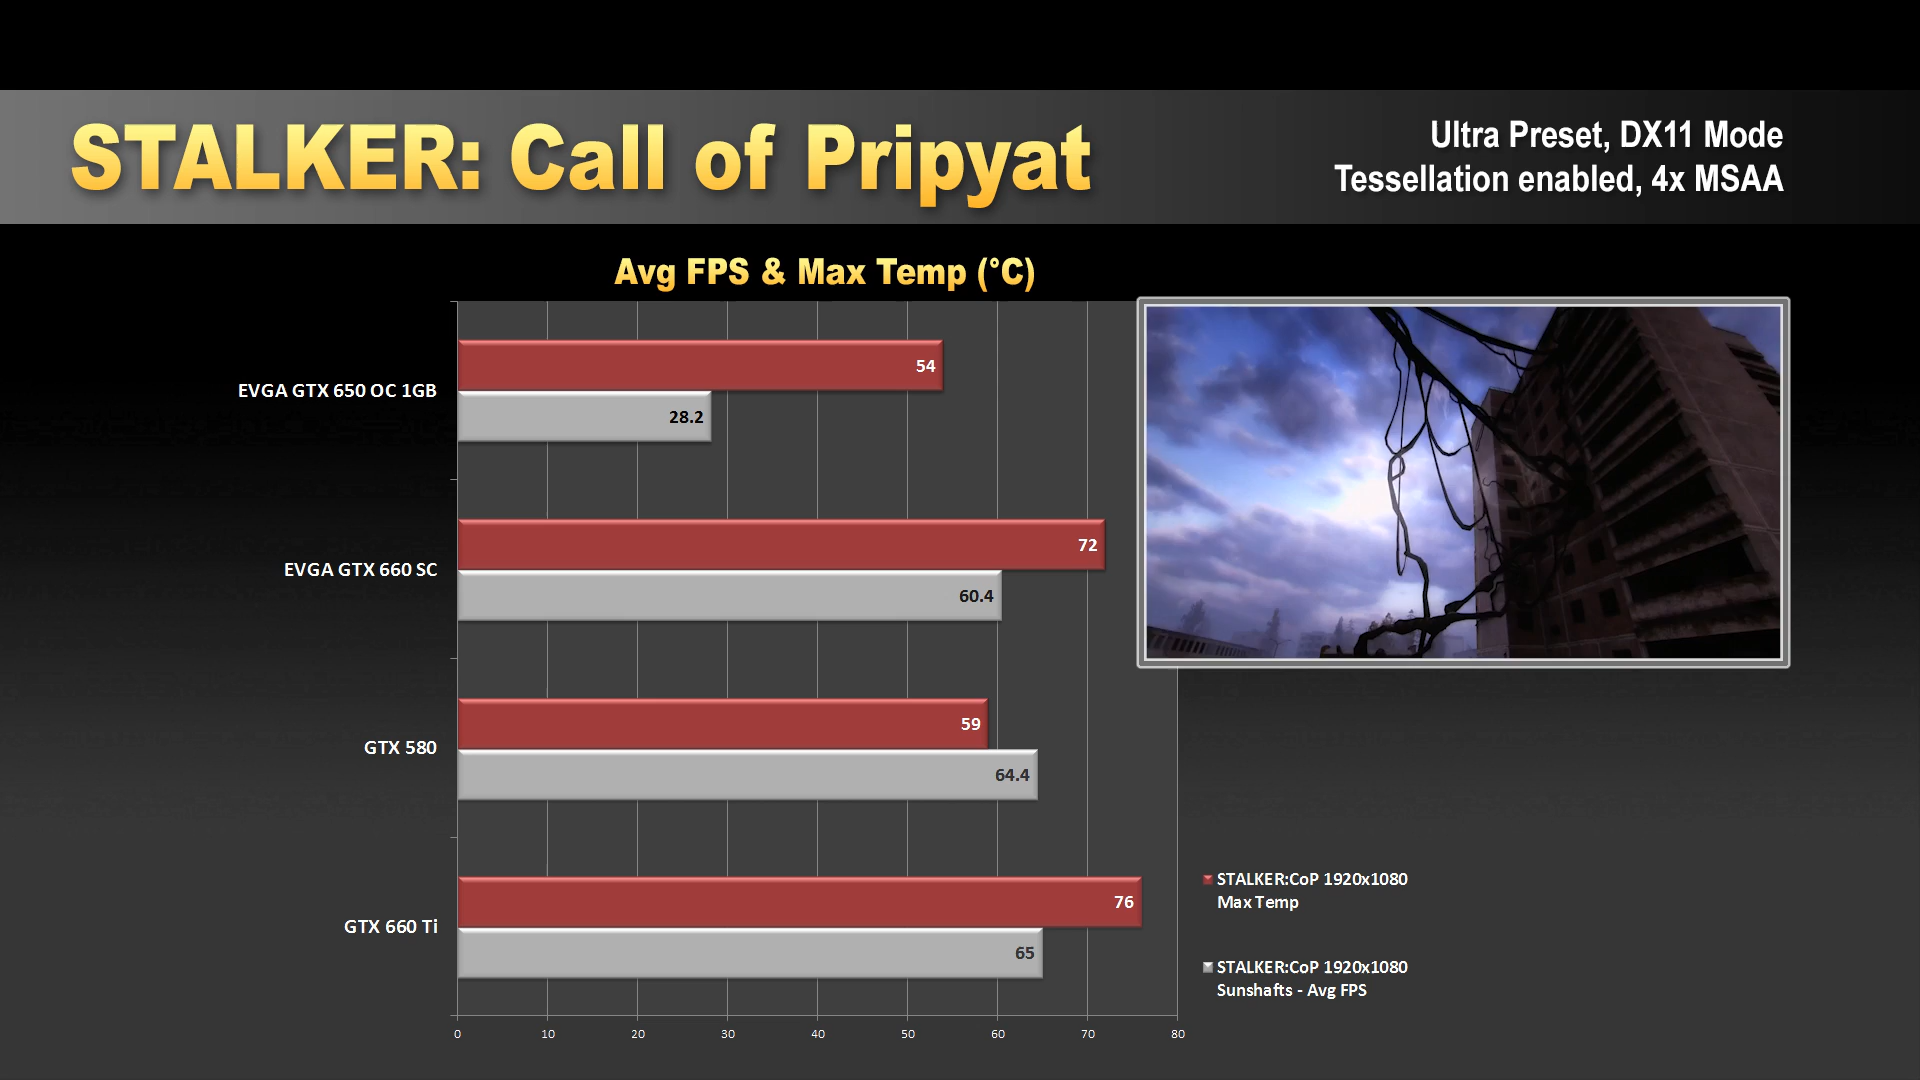 STALKER: Call of Pripyat
Ultra Preset, DX11 Mode
Tessellation enabled, 4x MSAA
Avg FPS & Max Temp (°C)
EVGA GTX 650 OC 1GB
54
28.2
EVGA GTX 660 SC
72
60.4
GTX 580
59
64.4
GTX 660 Ti
76
65
STALKER:CoP 1920x1080
Max Temp
STALKER:CoP 1920x1080
Sunshafts - Avg FPS
0 10 20 30 40 50 60 70 80